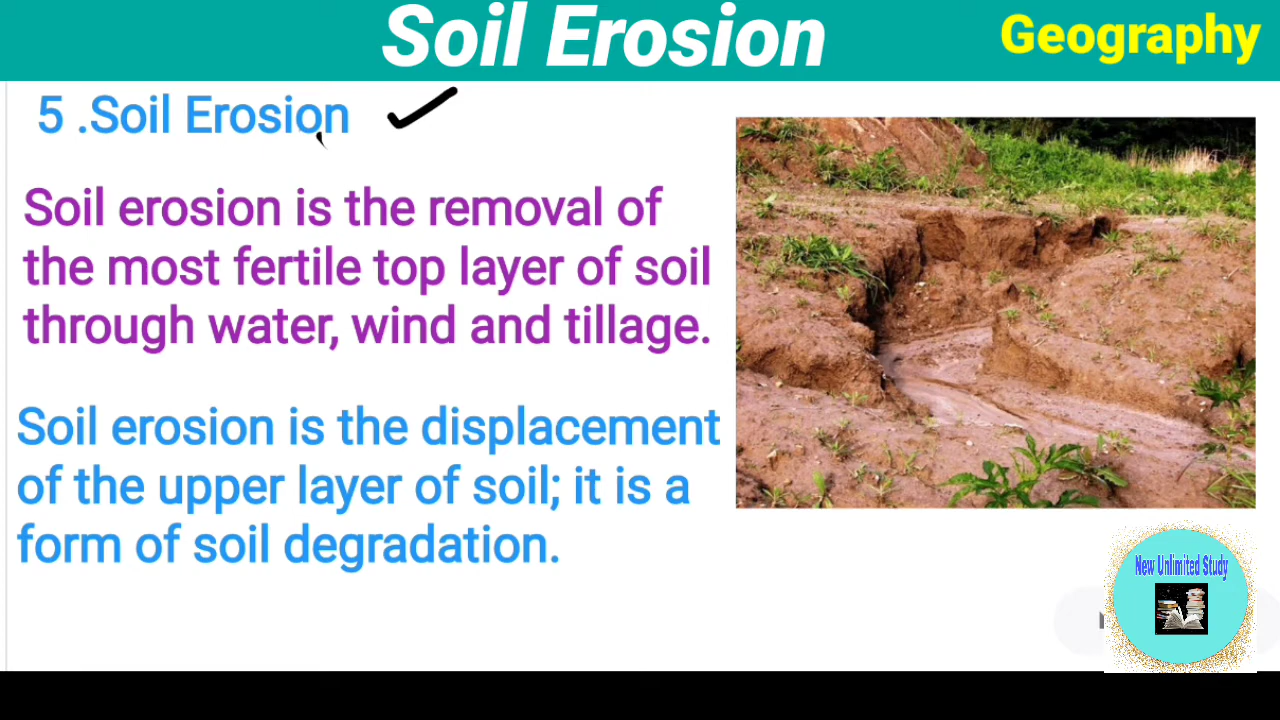 Soil Erosion
Geography
5 .Soil Erosion
Soil erosion is the removal of
the most fertile top layer of soil
through water, wind and tillage.
Soil erosion is the displacement
of the upper layer of soil; it is a
form of soil degradation.
New Unlimited Study